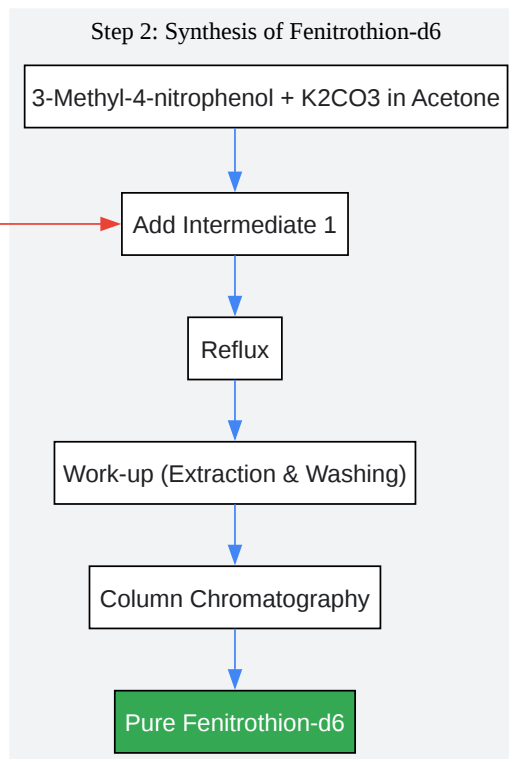 Step 2: Synthesis of Fenitrothion-d6
3-Methyl-4-nitrophenol + K2CO3 in Acetone
Add Intermediate 1
Reflux
Work-up (Extraction & Washing)
Column Chromatography
Pure Fenitrothion-d6